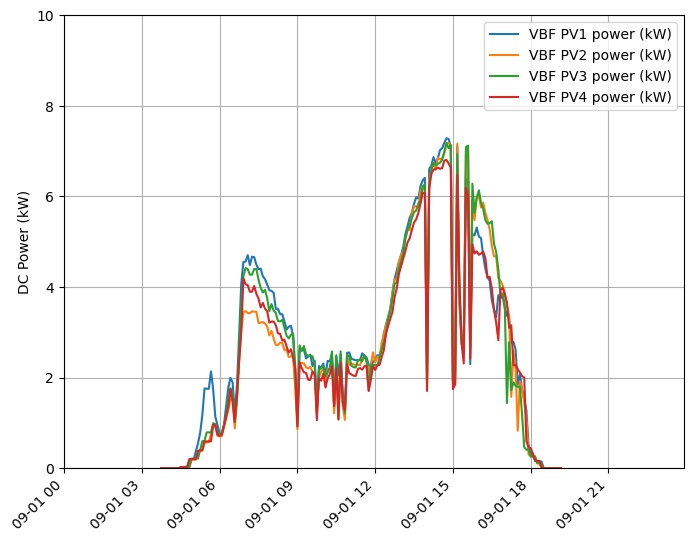 10
8
6
4
2
0
DC Power (kW)
VBF PV1 power (kW)
VBF PV2 power (kW)
VBF PV3 power (kW)
VBF PV4 power (kW)
09-01 00
09-01 03
09-01 06
09-01 09
09-01 12
09-01 15
09-01 18
09-01 21